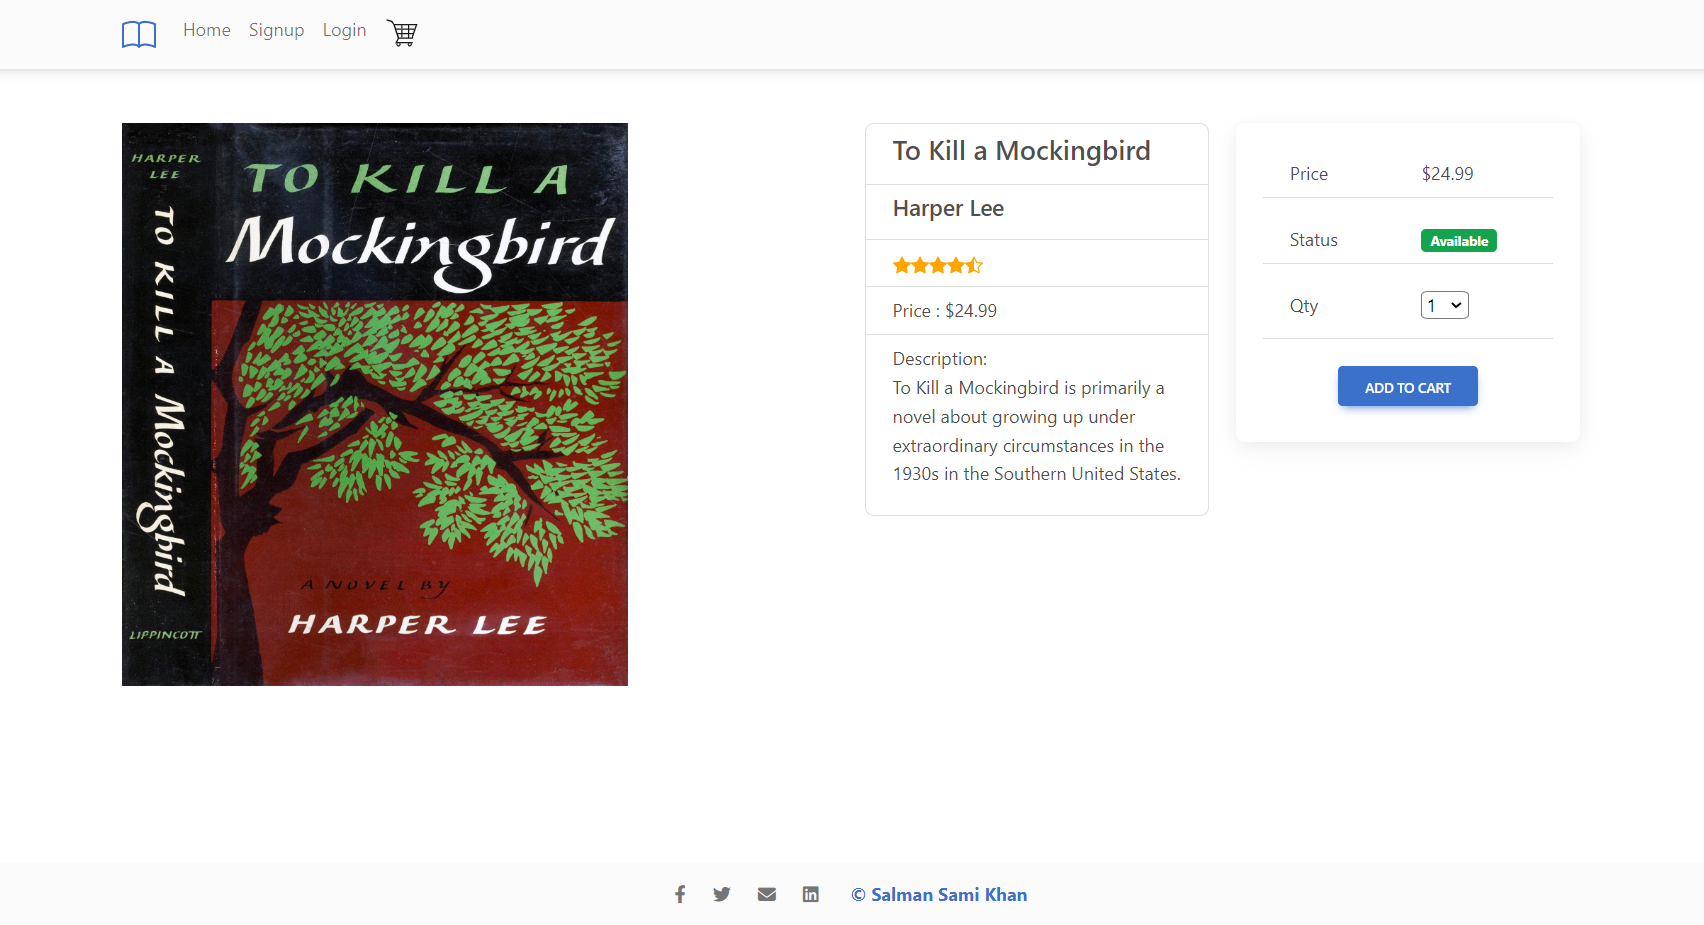 Home Signup Login
HARPER
LEE
TO KILL A Mockingbird
LIPPINCOTT
TO KILL A
Mockingbird
A NOVEL BY
HARPER LEE
To Kill a Mockingbird
Harper Lee
Price : $24.99
Description:
To Kill a Mockingbird is primarily a
novel about growing up under
extraordinary circumstances in the
1930s in the Southern United States.
Price $24.99
Status Available
Qty 1
ADD TO CART
© Salman Sami Khan